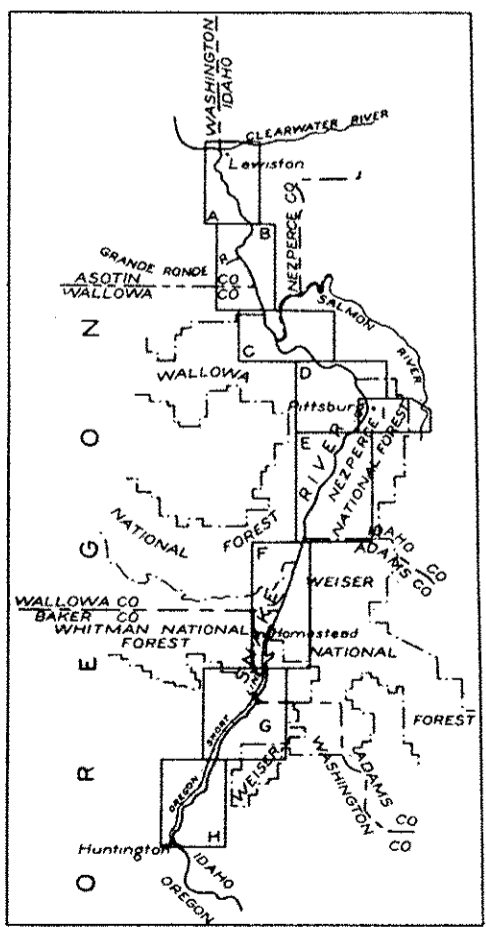 WASHINGTON
IDAHO
CLEARWATER RIVER
Lewiston
A
B
NEZPERCE CO
GRANDE RONDE R
ASOTIN CO
WALLOWA CO
SALMON RIVER
C
D
WALLOWA
Pittsburg
E
NEZPERCE
NATIONAL FOREST
NATIONAL FOREST
F
IDAHO CO
ADAMS CO
SNAKE RIVER
WEISER
WALLOWA CO
BAKER CO
WHITMAN NATIONAL
FOREST
Homestead
NATIONAL
FOREST
LINE
G
OREGON SHORT
WEISER
ADAMS CO
WASHINGTON CO
H
Huntington
IDAHO
OREGON
OREGON